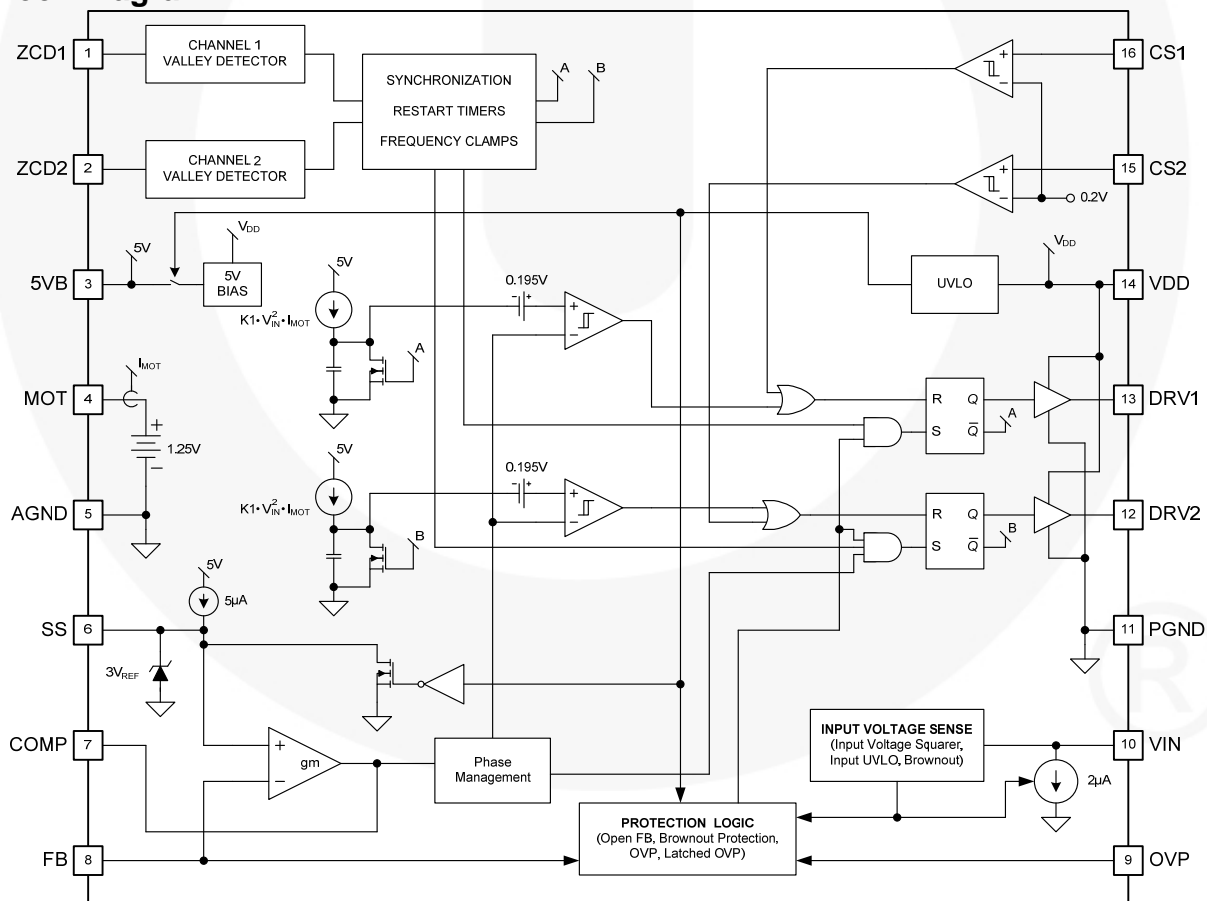 ZCD1
1
CHANNEL 1
VALLEY DETECTOR
SYNCHRONIZATION
RESTART TIMERS
FREQUENCY CLAMPS
A
B
+
−
16
CS1
ZCD2
2
CHANNEL 2
VALLEY DETECTOR
+
−
15
CS2
0.2V
5VB
3
5V
VDD
5V
BIAS
5V
K1•V²IN•IMOT
A
0.195V
- +
+
−
UVLO
VDD
14
VDD
MOT
4
IMOT
+
1.25V
−
R
Q
S
Q̅
A
13
DRV1
AGND
5
5V
K1•V²IN•IMOT
B
0.195V
- +
+
−
R
Q
S
Q̅
B
12
DRV2
SS
6
5V
5µA
3VREF
11
PGND
COMP
7
+
gm
−
Phase
Management
INPUT VOLTAGE SENSE
(Input Voltage Squarer,
Input UVLO, Brownout)
10
VIN
2µA
FB
8
PROTECTION LOGIC
(Open FB, Brownout Protection,
OVP, Latched OVP)
9
OVP
®